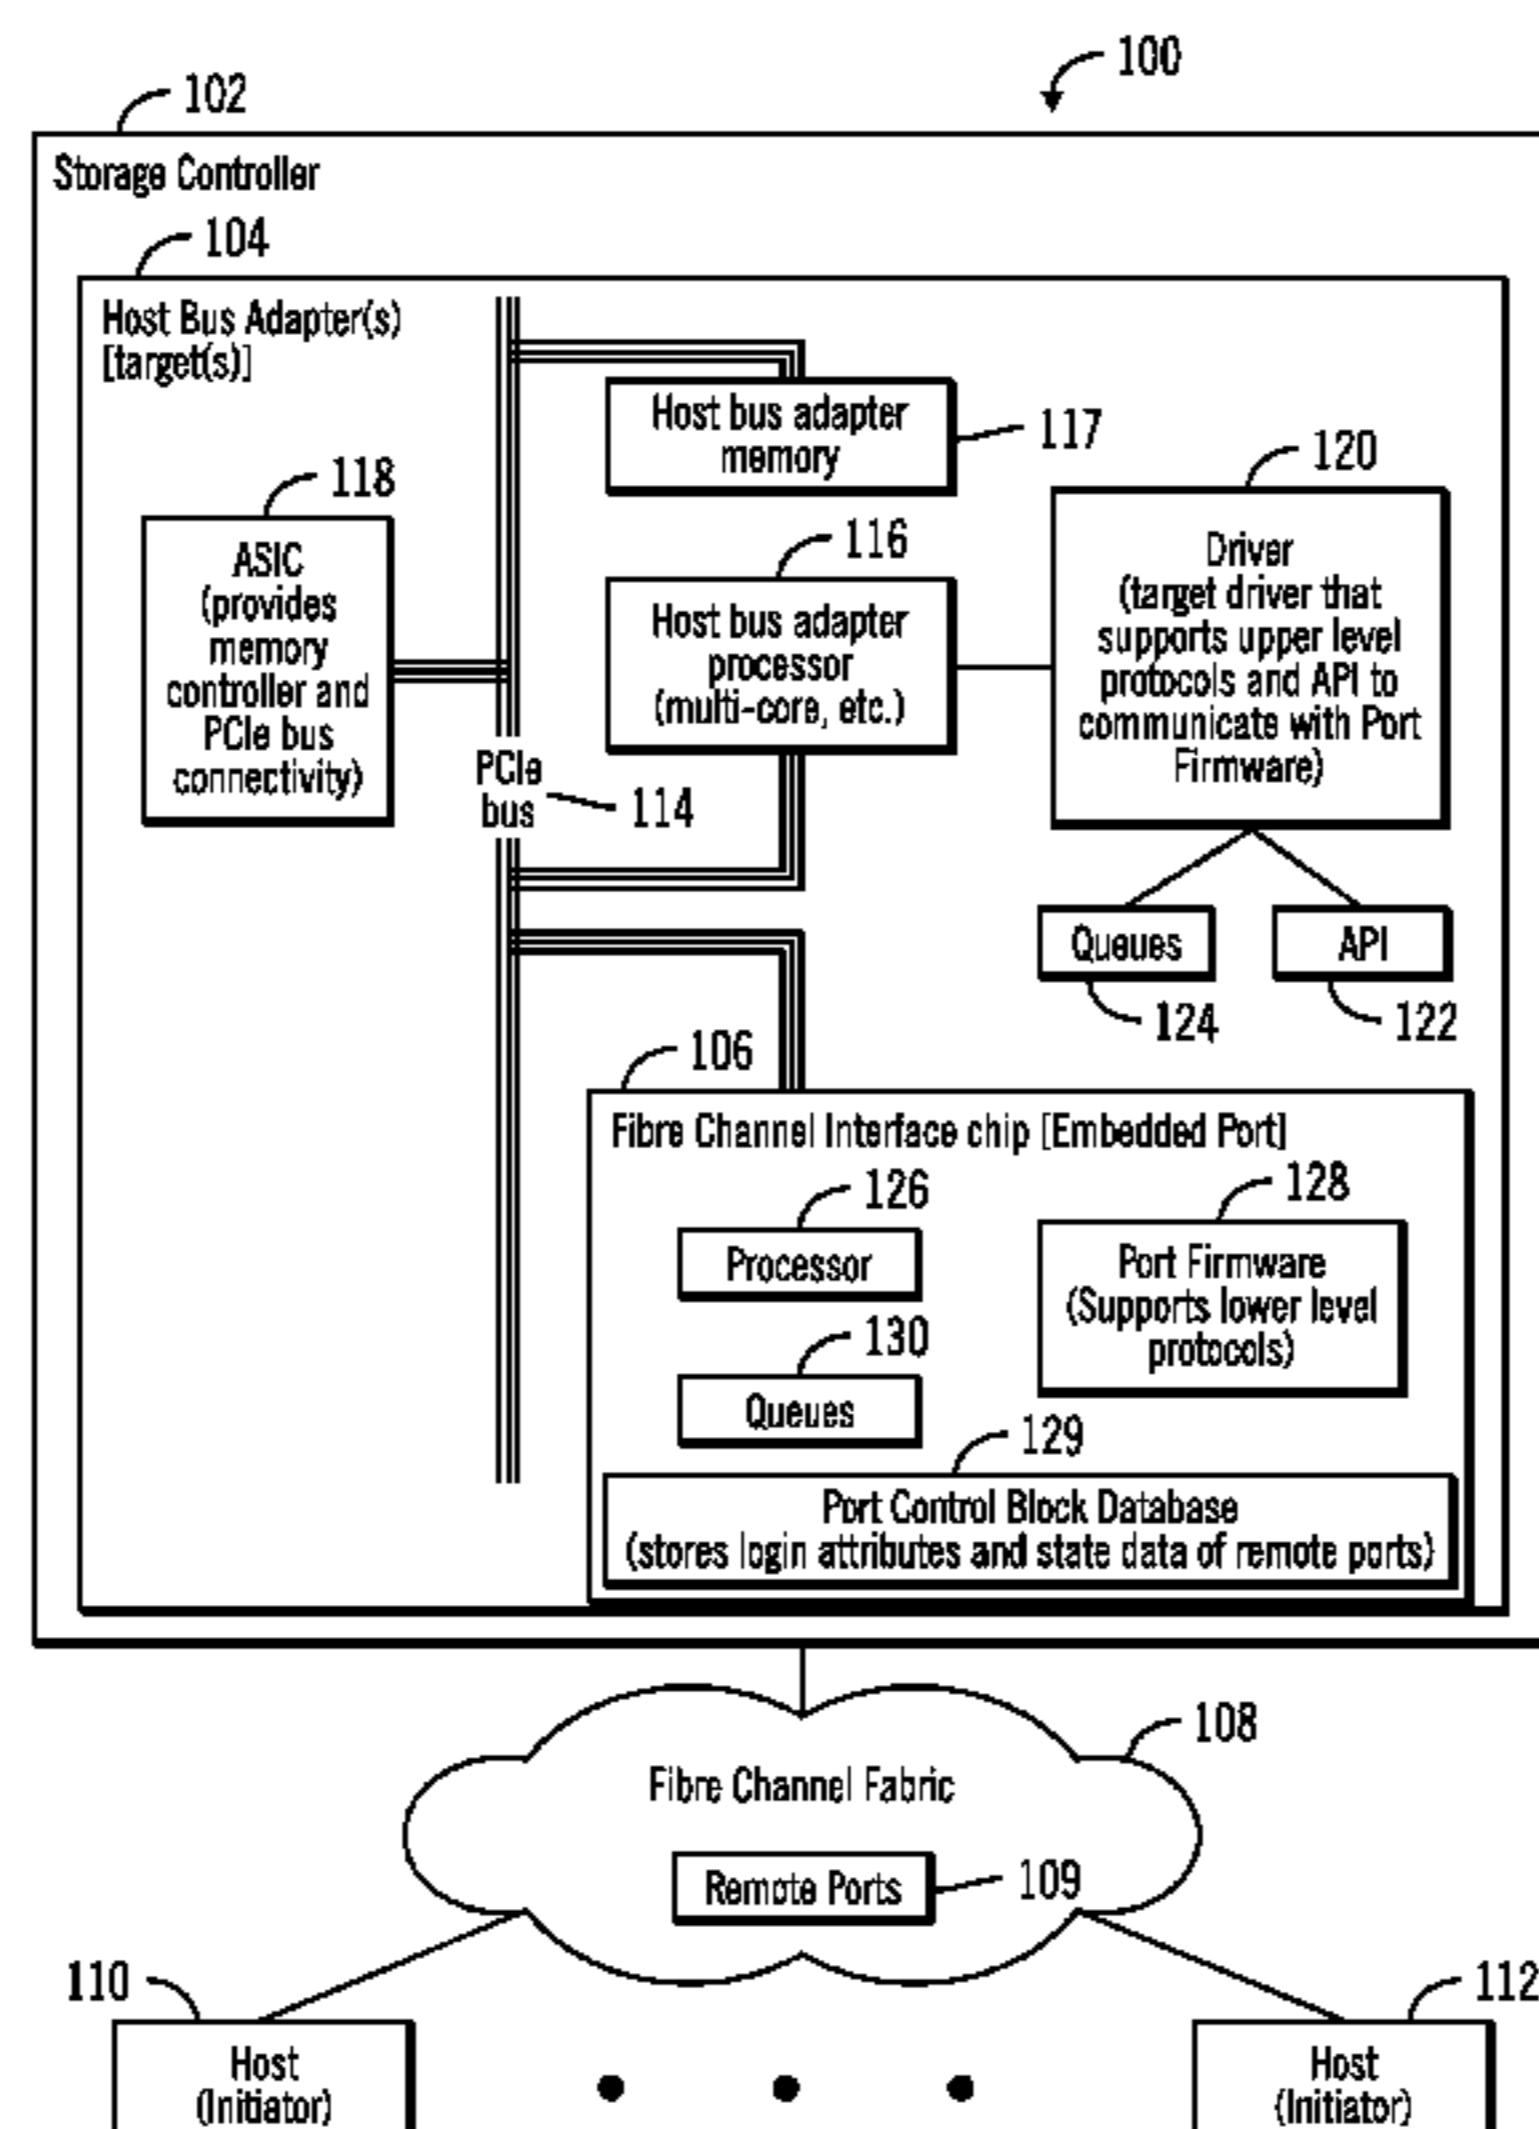 100
102
Storage Controller
104
Host Bus Adapter(s)
[target(s)]
Host bus adapter
memory
117
118
ASIC
(provides
memory
controller and
PCIe bus
connectivity)
116
Host bus adapter
processor
(multi-core, etc.)
120
Driver
(target driver that
supports upper level
protocols and API to
communicate with Port
Firmware)
PCIe
bus
114
Queues
124
API
122
106
Fibre Channel Interface chip [Embedded Port]
126
Processor
128
Port Firmware
(Supports lower level
protocols)
130
Queues
129
Port Control Block Database
(stores login attributes and state data of remote ports)
108
Fibre Channel Fabric
Remote Ports
109
110
Host
(Initiator)
112
Host
(Initiator)